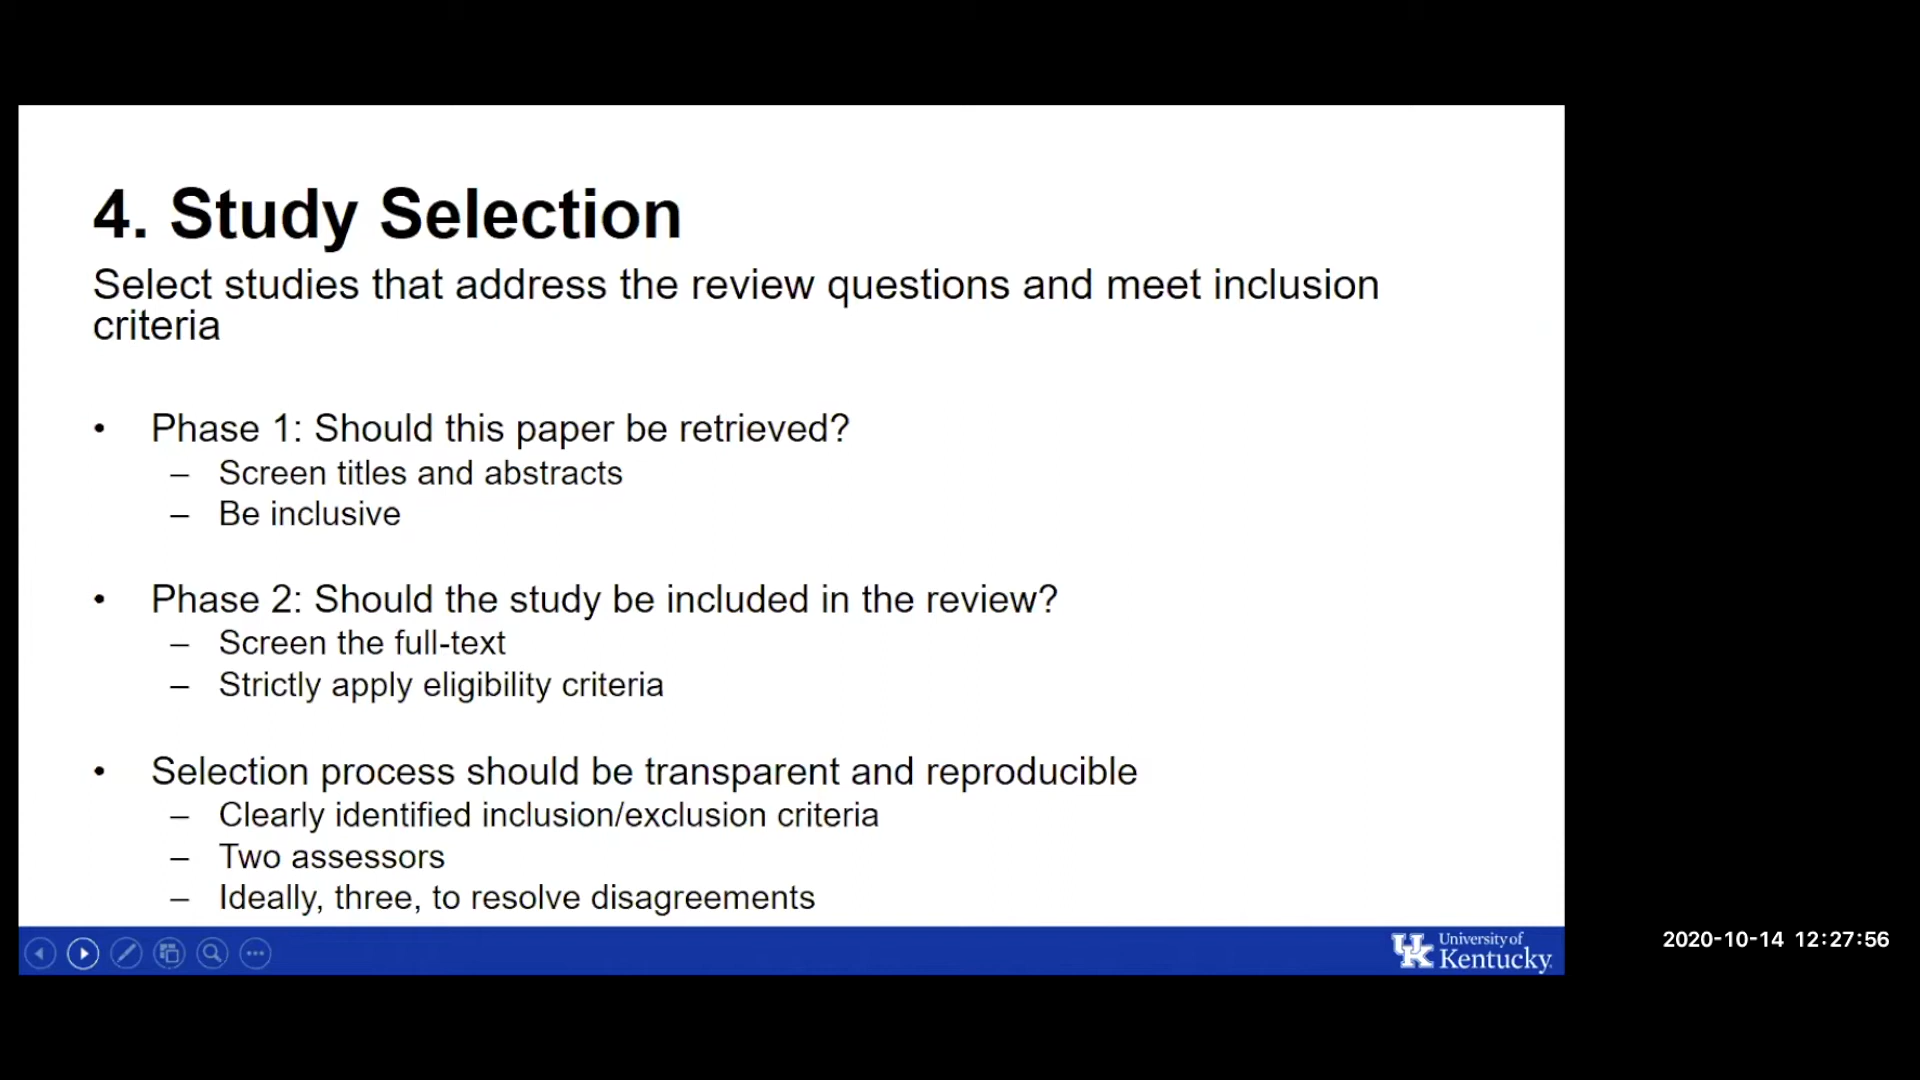 4. Study Selection
Select studies that address the review questions and meet inclusion
criteria
• Phase 1: Should this paper be retrieved?
– Screen titles and abstracts
– Be inclusive
• Phase 2: Should the study be included in the review?
– Screen the full-text
– Strictly apply eligibility criteria
• Selection process should be transparent and reproducible
– Clearly identified inclusion/exclusion criteria
– Two assessors
– Ideally, three, to resolve disagreements
UK University of
Kentucky.
2020-10-14 12:27:56